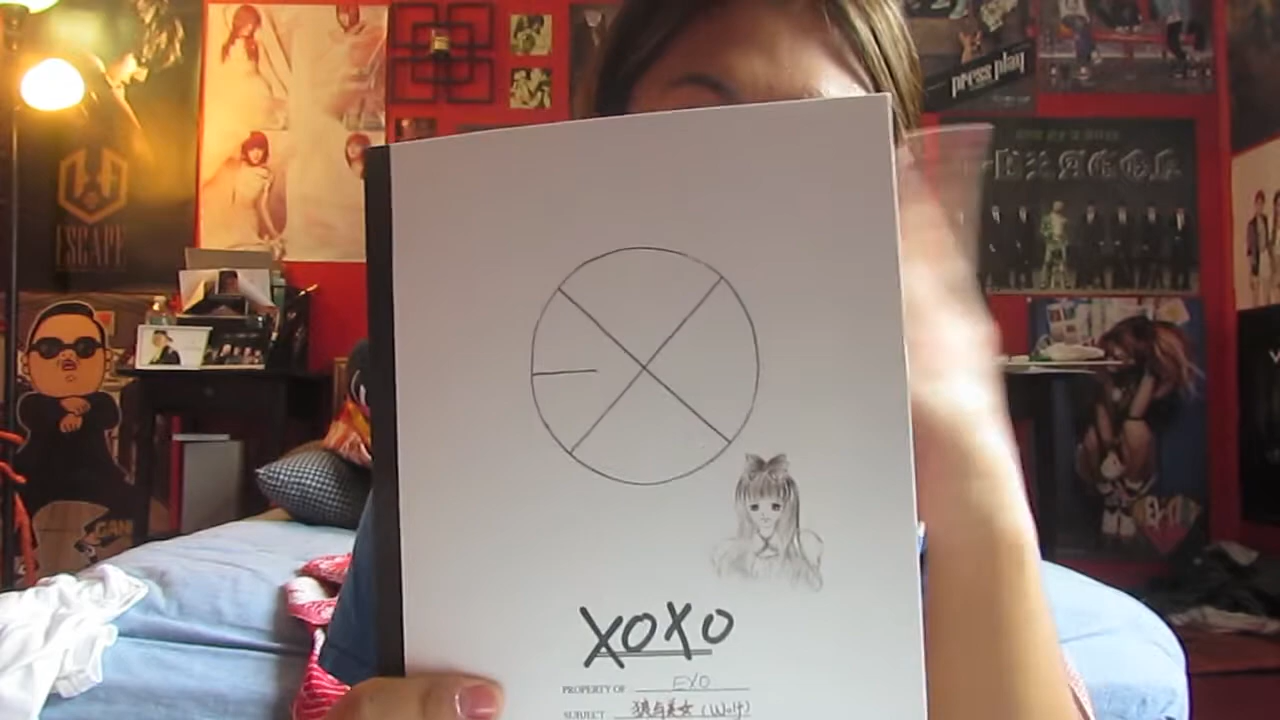 ESCAPE
press play
XOXO
PROPERTY OF EXO
SUBJECT 狼与美女 (Wolf)